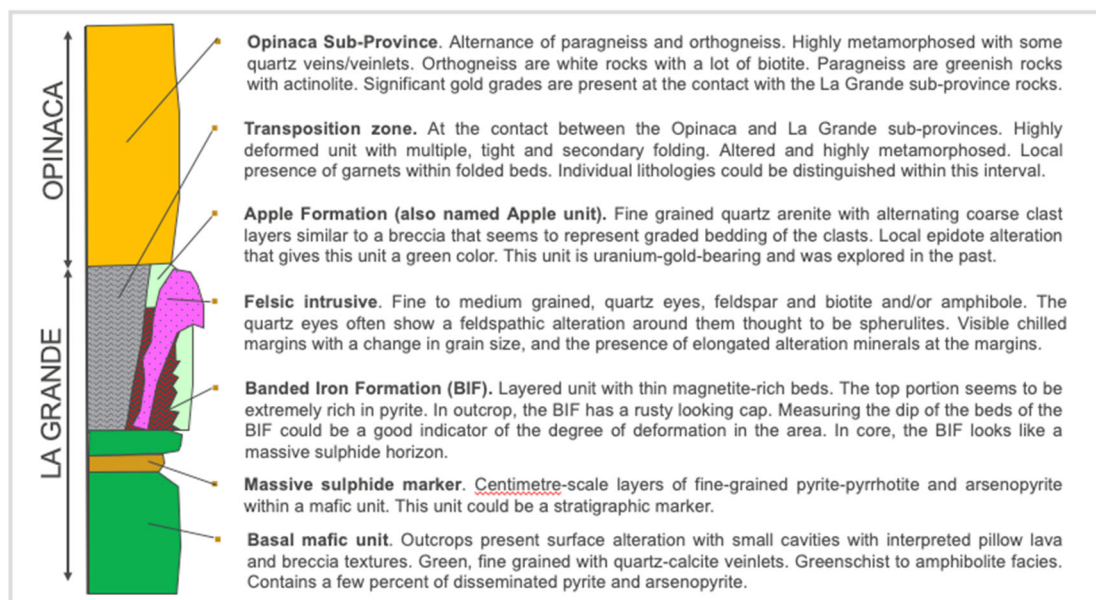 OPINACA
LA GRANDE
Opinaca Sub-Province. Alternance of paragneiss and orthogneiss. Highly metamorphosed with some
quartz veins/veinlets. Orthogneiss are white rocks with a lot of biotite. Paragneiss are greenish rocks
with actinolite. Significant gold grades are present at the contact with the La Grande sub-province rocks.
Transposition zone. At the contact between the Opinaca and La Grande sub-provinces. Highly
deformed unit with multiple, tight and secondary folding. Altered and highly metamorphosed. Local
presence of garnets within folded beds. Individual lithologies could be distinguished within this interval.
Apple Formation (also named Apple unit). Fine grained quartz arenite with alternating coarse clast
layers similar to a breccia that seems to represent graded bedding of the clasts. Local epidote alteration
that gives this unit a green color. This unit is uranium-gold-bearing and was explored in the past.
Felsic intrusive. Fine to medium grained, quartz eyes, feldspar and biotite and/or amphibole. The
quartz eyes often show a feldspathic alteration around them thought to be spherulites. Visible chilled
margins with a change in grain size, and the presence of elongated alteration minerals at the margins.
Banded Iron Formation (BIF). Layered unit with thin magnetite-rich beds. The top portion seems to be
extremely rich in pyrite. In outcrop, the BIF has a rusty looking cap. Measuring the dip of the beds of the
BIF could be a good indicator of the degree of deformation in the area. In core, the BIF looks like a
massive sulphide horizon.
Massive sulphide marker. Centimetre-scale layers of fine-grained pyrite-pyrrhotite and arsenopyrite
within a mafic unit. This unit could be a stratigraphic marker.
Basal mafic unit. Outcrops present surface alteration with small cavities with interpreted pillow lava
and breccia textures. Green, fine grained with quartz-calcite veinlets. Greenschist to amphibolite facies.
Contains a few percent of disseminated pyrite and arsenopyrite.